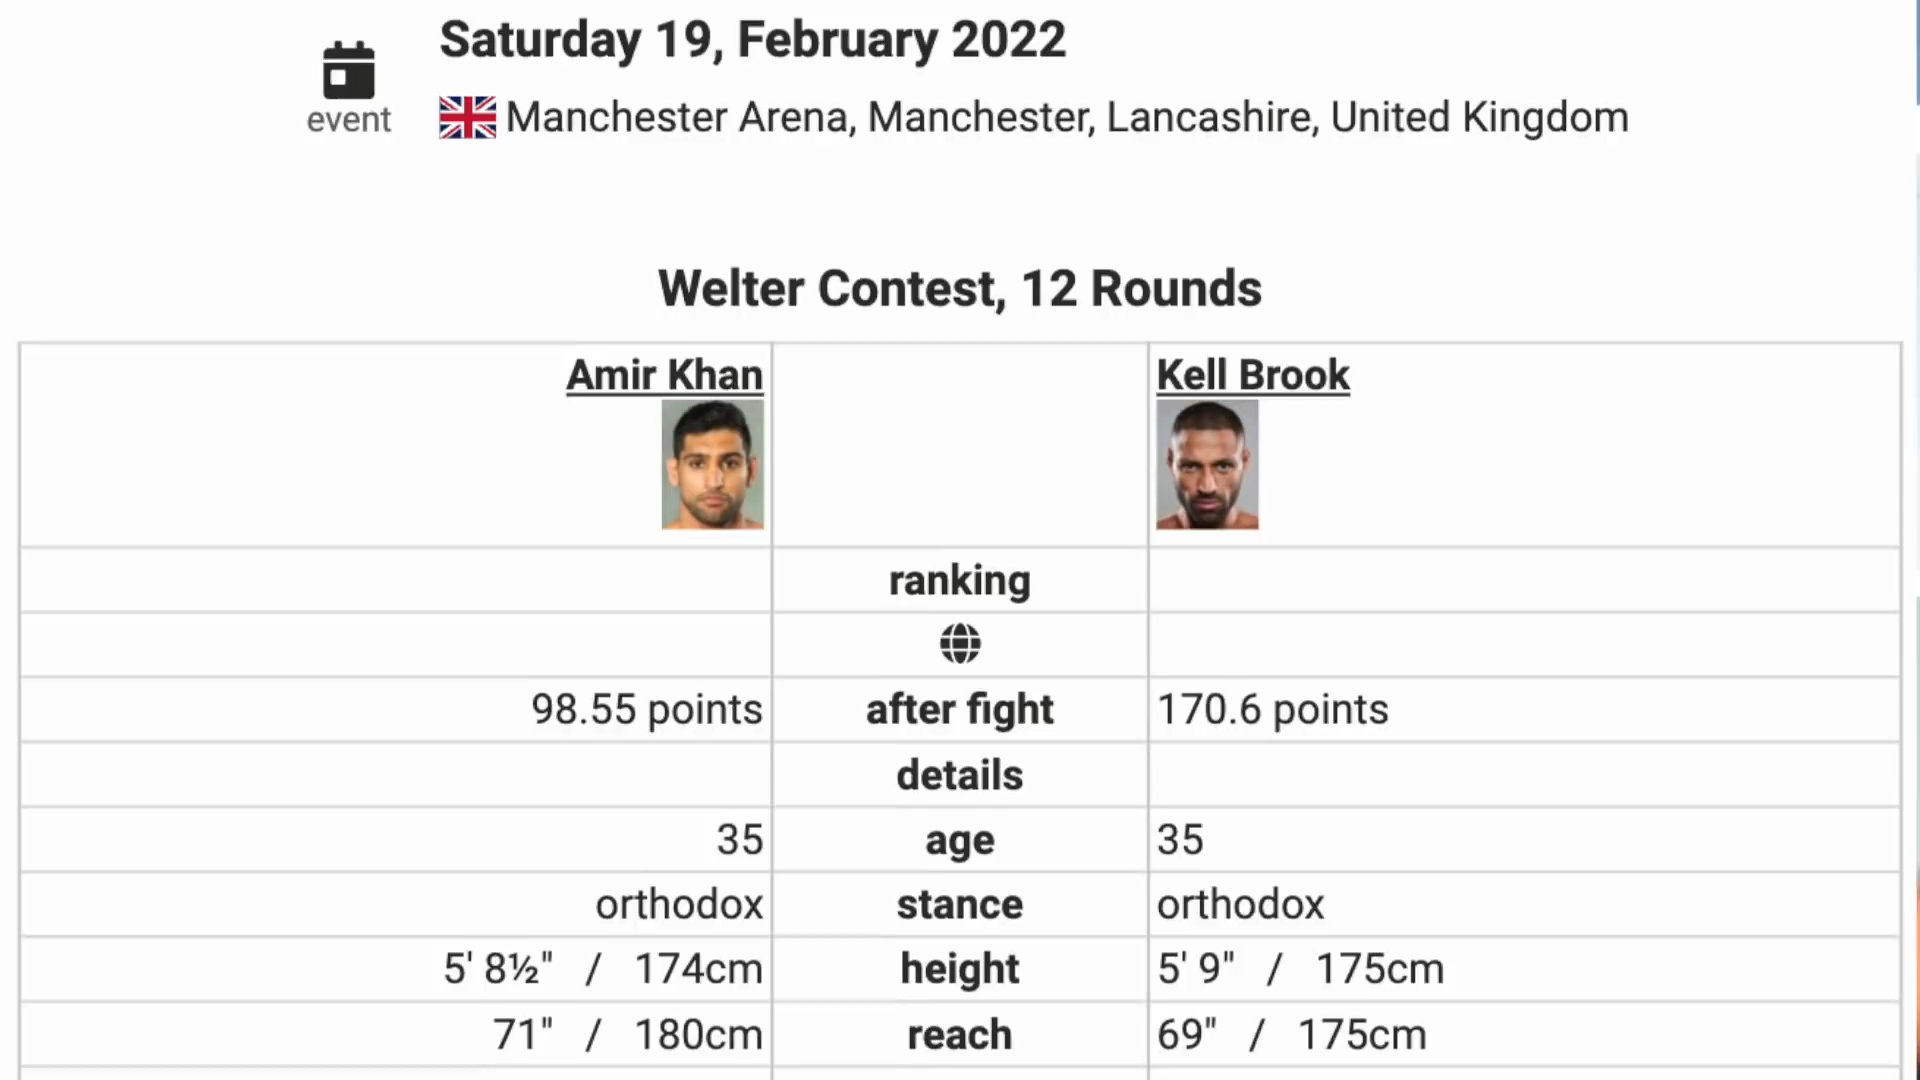 Saturday 19, February 2022
event
Manchester Arena, Manchester, Lancashire, United Kingdom
Welter Contest, 12 Rounds
Amir Khan Kell Brook
ranking
98.55 points after fight 170.6 points
details
35 age 35
orthodox stance orthodox
5' 8½" / 174cm height 5' 9" / 175cm
71" / 180cm reach 69" / 175cm